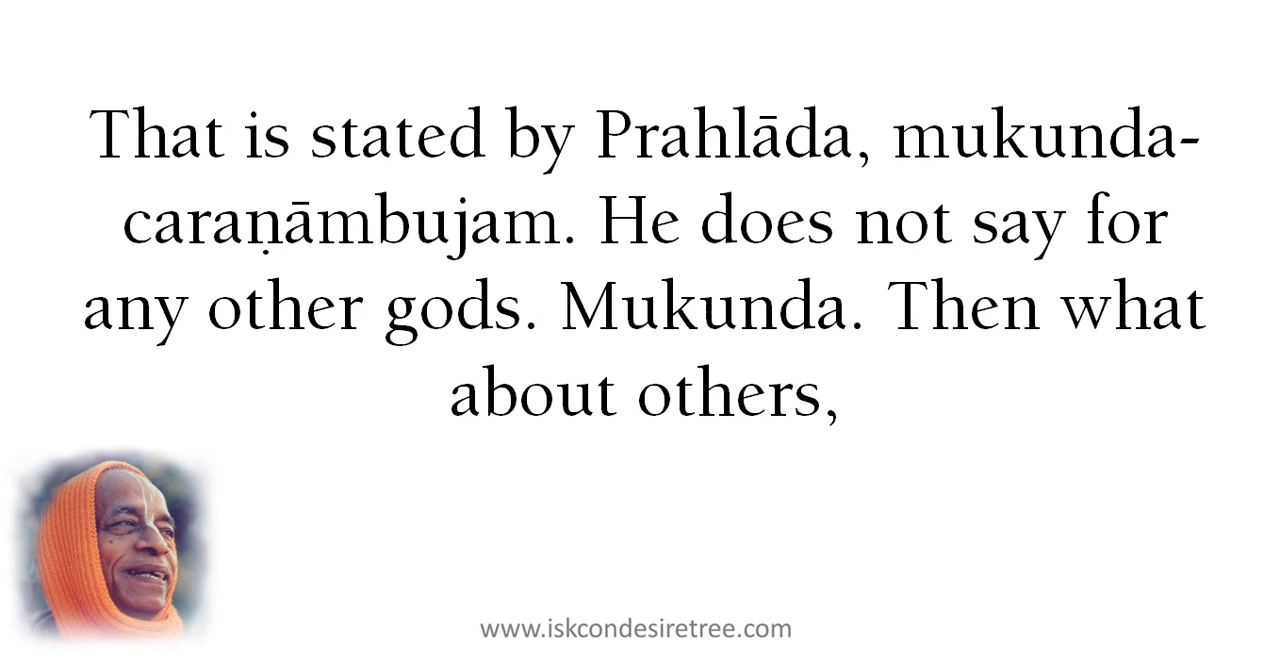 That is stated by Prahlāda, mukunda-
caraṇāmbujam. He does not say for
any other gods. Mukunda. Then what
about others,
www.iskcondesiretree.com